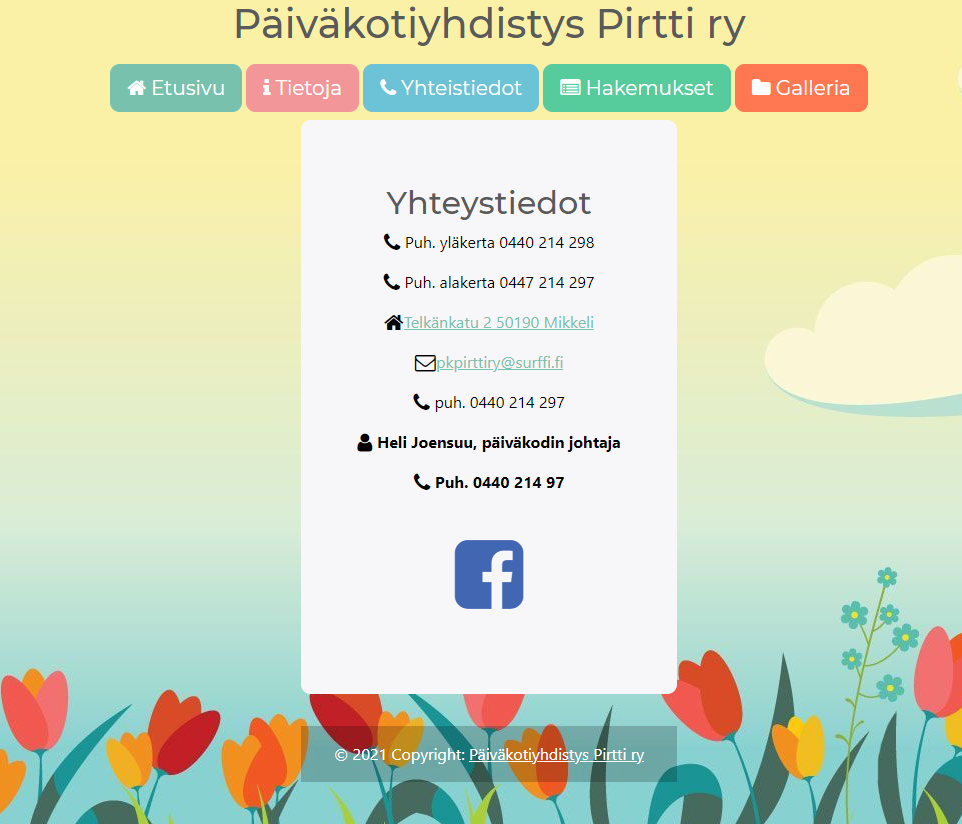 Päiväkotiyhdistys Pirtti ry
Etusivu Tietoja Yhteistiedot Hakemukset Galleria
Yhteystiedot
Puh. yläkerta 0440 214 298
Puh. alakerta 0447 214 297
Telkänkatu 2 50190 Mikkeli
pkpirttiry@surffi.fi
puh. 0440 214 297
Heli Joensuu, päiväkodin johtaja
Puh. 0440 214 97
© 2021 Copyright: Päiväkotiyhdistys Pirtti ry